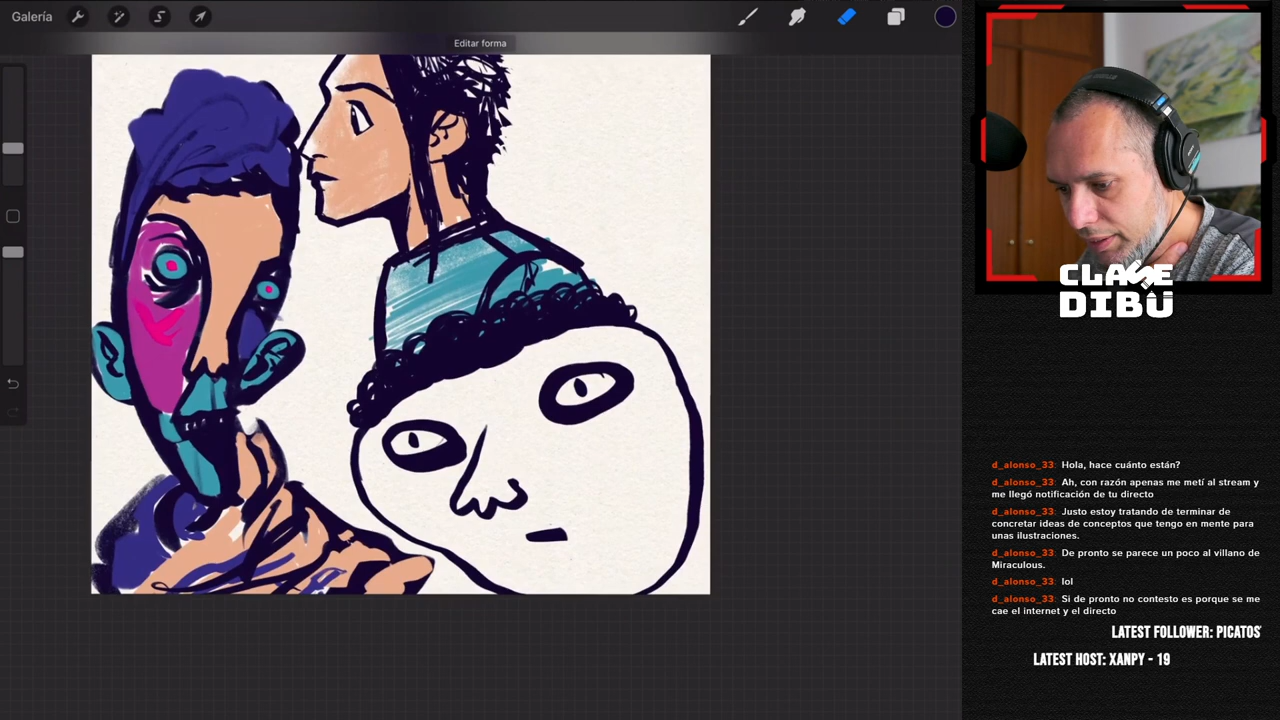 Galería
Editar forma
CLASE
DIBU
d_alonso_33: Hola, hace cuánto están?
d_alonso_33: Ah, con razón apenas me metí al stream y
me llegó notificación de tu directo
d_alonso_33: Justo estoy tratando de terminar de
concretar ideas de conceptos que tengo en mente para
unas ilustraciones.
d_alonso_33: De pronto se parece un poco al villano de
Miraculous.
d_alonso_33: lol
d_alonso_33: Si de pronto no contesto es porque se me
cae el internet y el directo
LATEST FOLLOWER: PICATOS
LATEST HOST: XANPY - 19